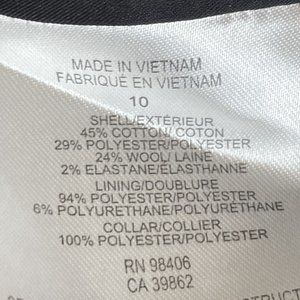 MADE IN VIETNAM
FABRIQUÉ EN VIETNAM
10
SHELL/EXTÉRIEUR
45% COTTON/ COTON
29% POLYESTER/POLYESTER
24% WOOL/ LAINE
2% ELASTANE/ÉLASTHANNE
LINING/DOUBLURE
94% POLYESTER/POLYESTER
6% POLYURETHANE/POLYURETHANE
COLLAR/COLLIER
100% POLYESTER/POLYESTER
RN 98406
CA 39862